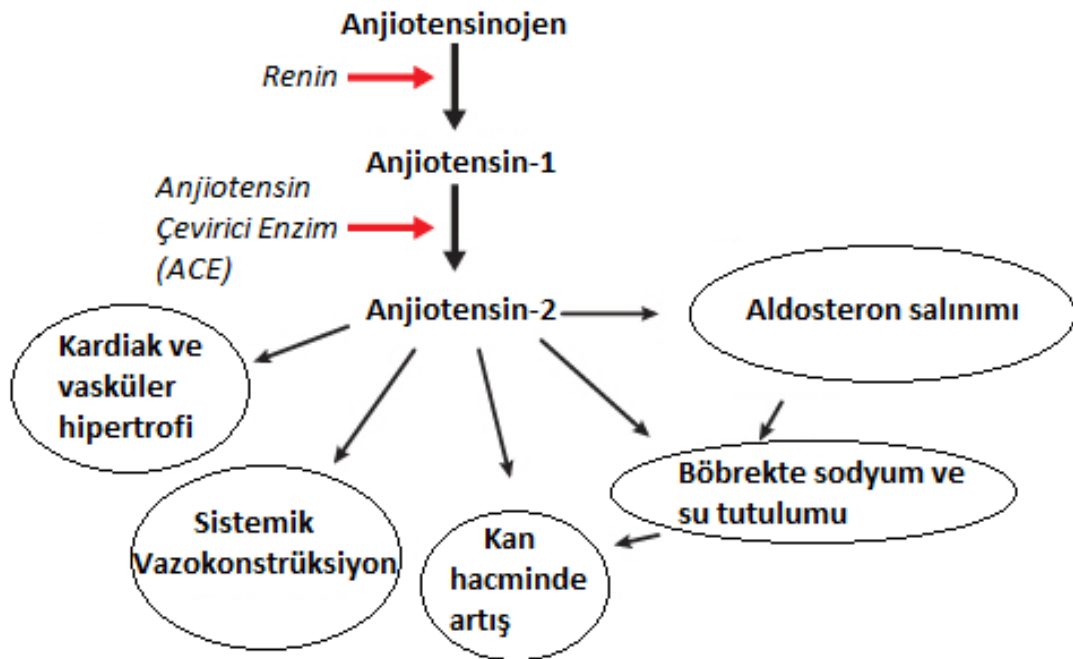 Anjiotensinojen
Renin
Anjiotensin-1
Anjiotensin
Çevirici Enzim
(ACE)
Anjiotensin-2
Aldosteron salınımı
Kardiak ve
vasküler
hipertrofi
Böbrekte sodyum ve
su tutulumu
Sistemik
Vazokonstrüksiyon
Kan
hacminde
artış